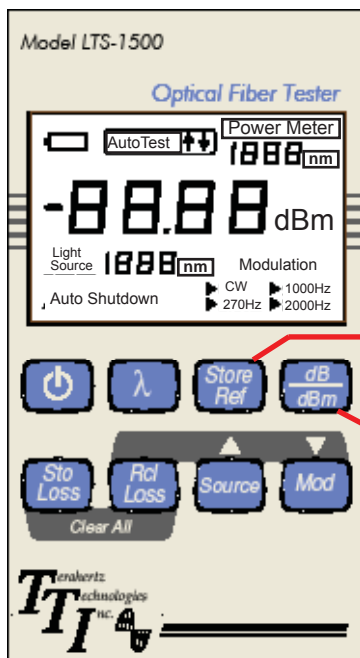 Model LTS-1500
Optical Fiber Tester
Power Meter
AutoTest
1888 nm
-88.88 dBm
Light
Source 1888 nm Modulation
Auto Shutdown
CW 1000Hz
270Hz 2000Hz
λ
Store
Ref
dB
dBm
Sto
Loss
Rcl
Loss
Source
Mod
Clear All
Terahertz
Technologies
Inc.